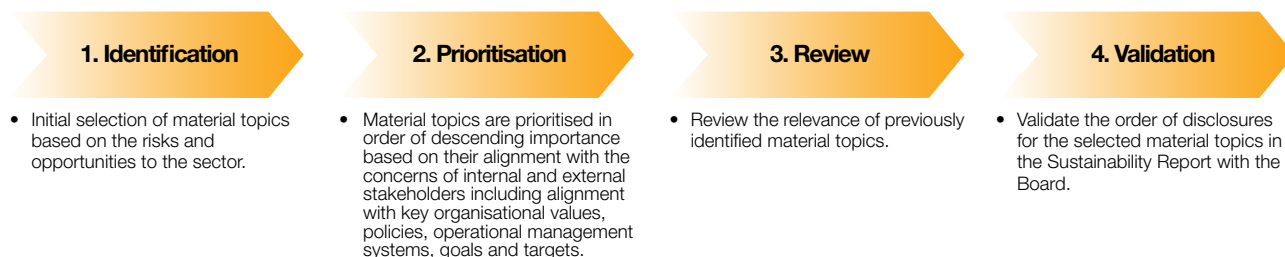 1. Identification
• Initial selection of material topics
based on the risks and
opportunities to the sector.
2. Prioritisation
• Material topics are prioritised in
order of descending importance
based on their alignment with the
concerns of internal and external
stakeholders including alignment
with key organisational values,
policies, operational management
systems, goals and targets.
3. Review
• Review the relevance of previously
identified material topics.
4. Validation
• Validate the order of disclosures
for the selected material topics in
the Sustainability Report with the
Board.